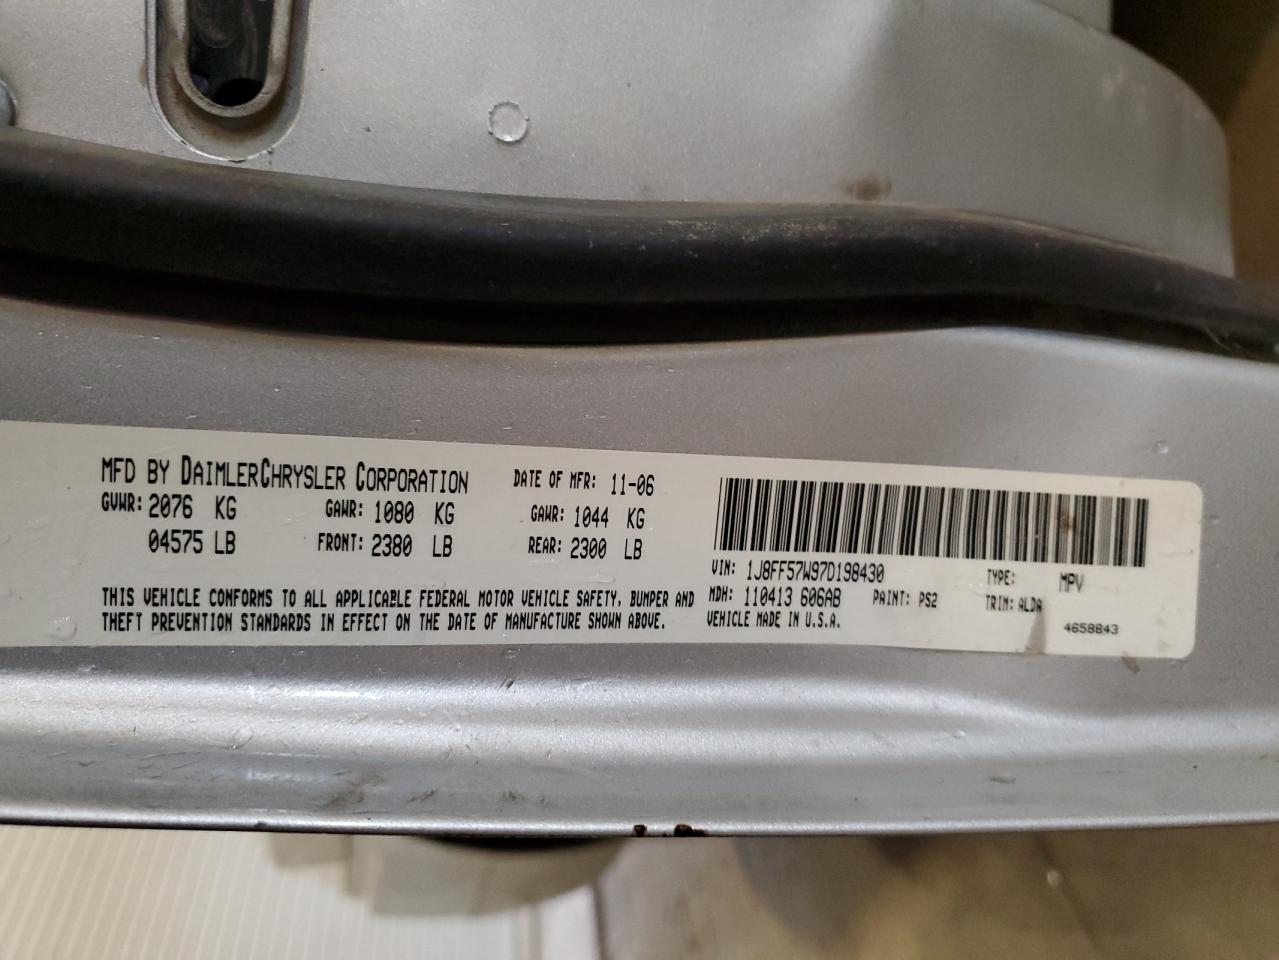 MFD BY DAIMLERCHRYSLER CORPORATION DATE OF MFR: 11-06
GVWR: 2076 KG GAWR: 1080 KG GAWR: 1044 KG
04575 LB FRONT: 2380 LB REAR: 2300 LB
THIS VEHICLE CONFORMS TO ALL APPLICABLE FEDERAL MOTOR VEHICLE SAFETY, BUMPER AND
THEFT PREVENTION STANDARDS IN EFFECT ON THE DATE OF MANUFACTURE SHOWN ABOVE.
VIN: 1J8FF57W97D198430 TYPE: MPV
MDH: 110413 606AB PAINT: PS2 TRIM: ALDA
VEHICLE MADE IN U.S.A. 4658843